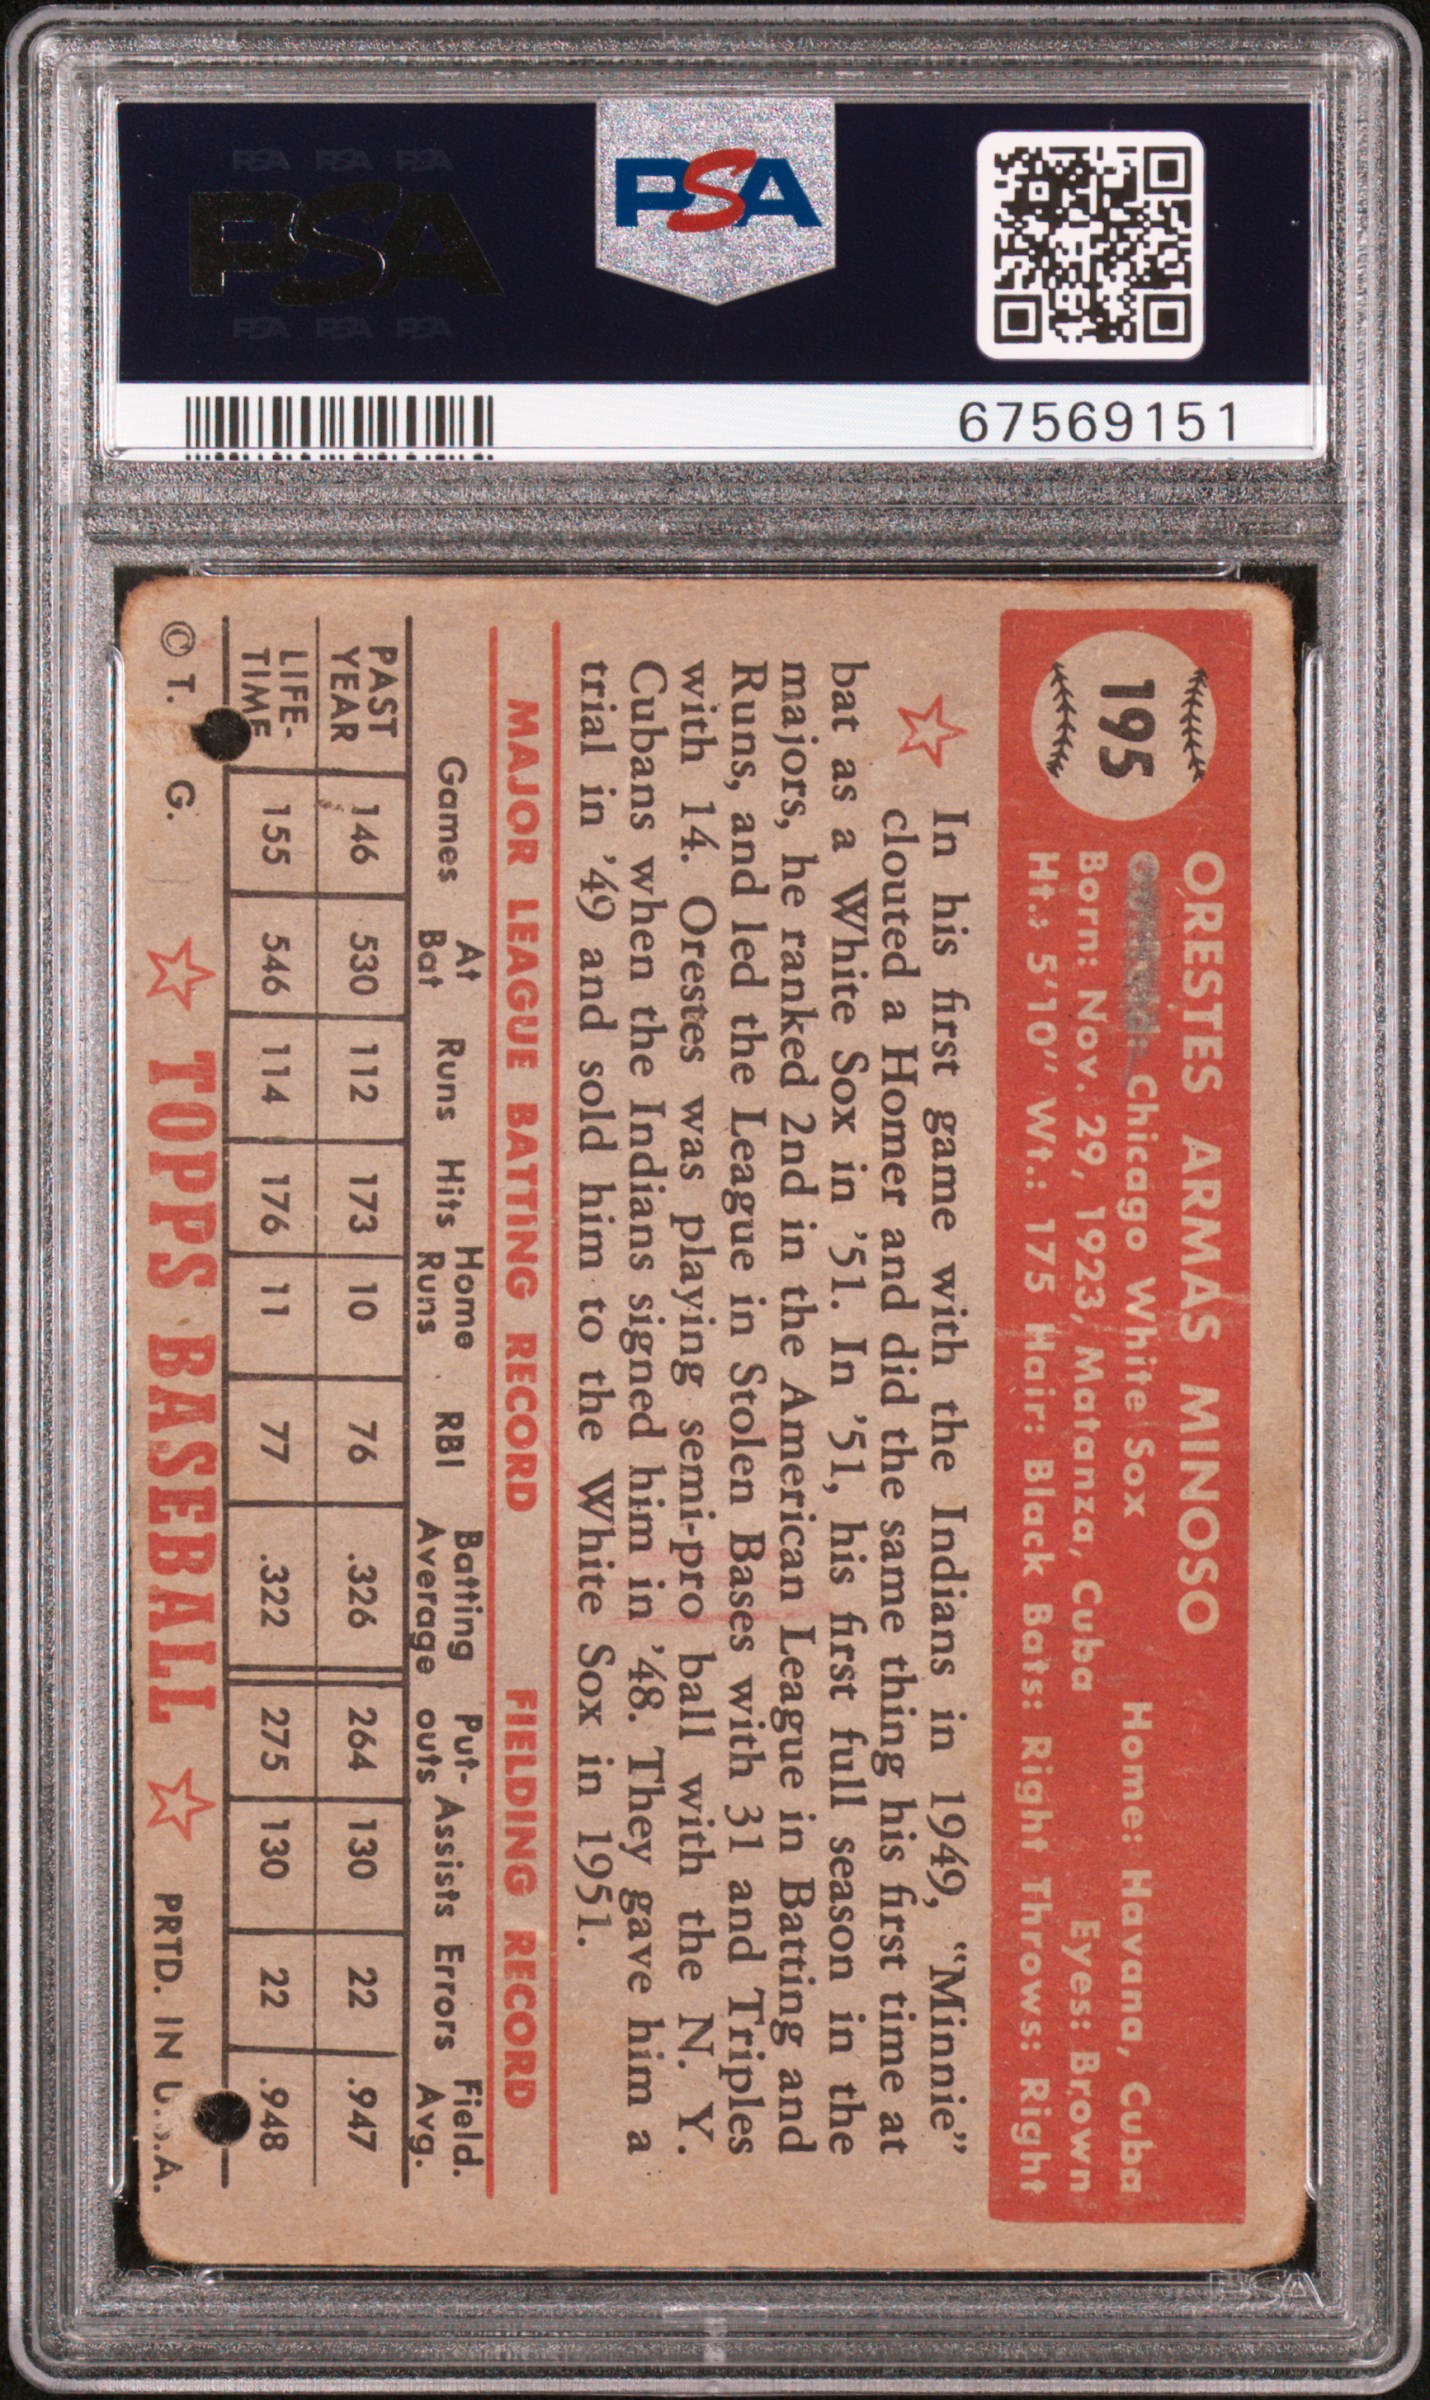 PSA PSA PSA
PSA
PSA PSA PSA
PSA
67569151
195
ORESTES ARMAS MINOSO
Chicago White Sox Home: Havana, Cuba
Born: Nov. 29, 1923, Matanza, Cuba Eyes: Brown
Ht.: 5'10" Wt.: 175 Hair: Black Bats: Right Throws: Right
In his first game with the Indians in 1949, "Minnie"
clouted a Homer and did the same thing his first time at
bat as a White Sox in '51. In '51, his first full season in the
majors, he ranked 2nd in the American League in Batting and
Runs, and led the League in Stolen Bases with 31 and Triples
with 14. Orestes was playing semi-pro ball with the N. Y.
Cubans when the Indians signed him in '48. They gave him a
trial in '49 and sold him to the White Sox in 1951.
MAJOR LEAGUE BATTING RECORD FIELDING RECORD
Games At Bat Runs Hits Home Runs RBI Batting Average Put-outs Assists Errors Field. Avg.
PAST YEAR 146 530 112 173 10 76 .326 264 130 22 .947
LIFE-TIME 155 546 114 176 11 77 .322 275 130 22 .948
© T. G. TOPPS BASEBALL PRTD. IN U.S.A.
PSA